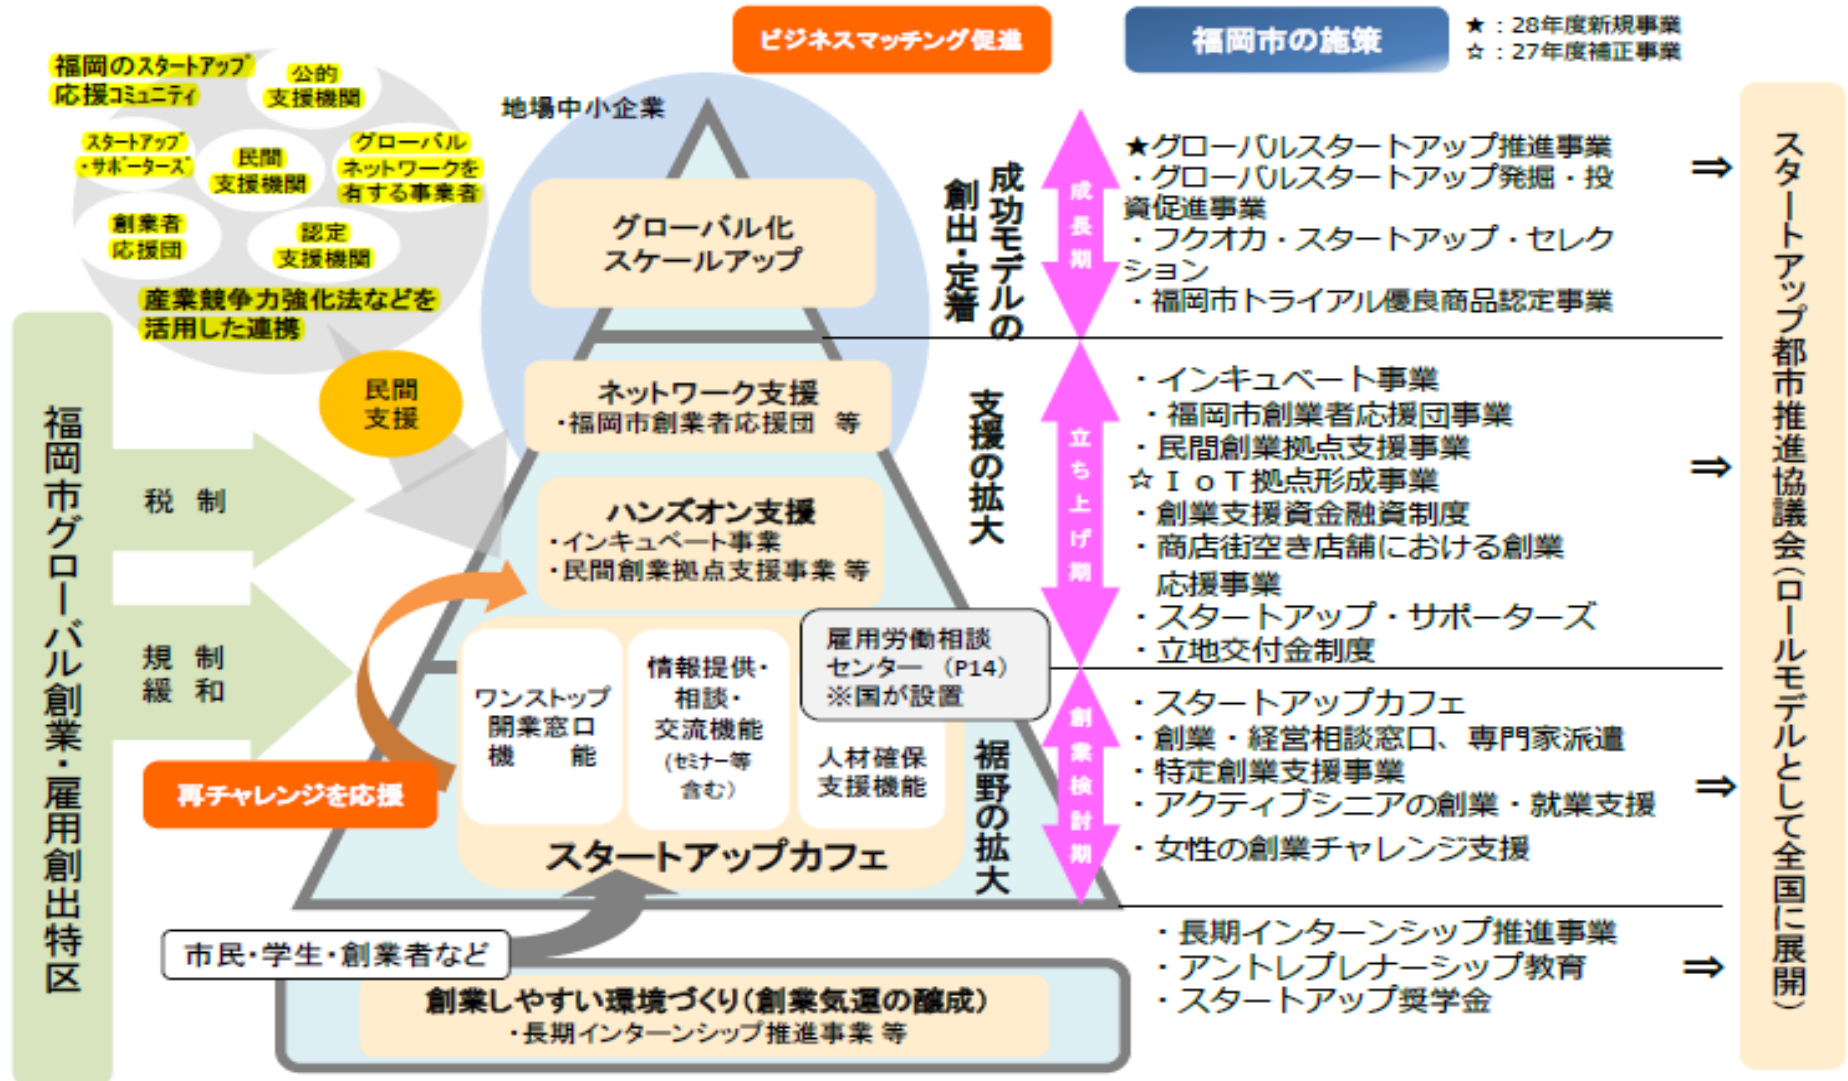 ビジネスマッチング促進
福岡市の施策
★：28年度新規事業
☆：27年度補正事業
福岡のスタートアップ
応援コミュニティ
公的
支援機関
スタートアップ
・サポーターズ
民間
支援機関
グローバル
ネットワークを
有する事業者
創業者
応援団
認定
支援機関
産業競争力強化法などを
活用した連携
民間
支援
福岡市グローバル創業・雇用創出特区
税 制
規 制
緩 和
再チャレンジを応援
地場中小企業
グローバル化
スケールアップ
ネットワーク支援
・福岡市創業者応援団 等
ハンズオン支援
・インキュベート事業
・民間創業拠点支援事業 等
雇用労働相談
センター （P14）
※国が設置
ワンストップ
開業窓口
機 能
情報提供・
相談・
交流機能
(セミナー等
含む)
人材確保
支援機能
スタートアップカフェ
市民・学生・創業者など
創業しやすい環境づくり(創業気運の醸成)
・長期インターンシップ推進事業 等
成功モデルの
創出・定着
支援の拡大
裾野の拡大
成長期
立ち上げ期
創業検討期
★グローバルスタートアップ推進事業
・グローバルスタートアップ発掘・投
資促進事業
・フクオカ・スタートアップ・セレク
ション
・福岡市トライアル優良商品認定事業
⇒
・インキュベート事業
・福岡市創業者応援団事業
・民間創業拠点支援事業
☆ＩｏＴ拠点形成事業
・創業支援資金融資制度
・商店街空き店舗における創業
応援事業
・スタートアップ・サポーターズ
・立地交付金制度
⇒
・スタートアップカフェ
・創業・経営相談窓口、専門家派遣
・特定創業支援事業
・アクティブシニアの創業・就業支援
・女性の創業チャレンジ支援
⇒
・長期インターンシップ推進事業
・アントレプレナーシップ教育
・スタートアップ奨学金
⇒
スタートアップ都市推進協議会(ロールモデルとして全国に展開)